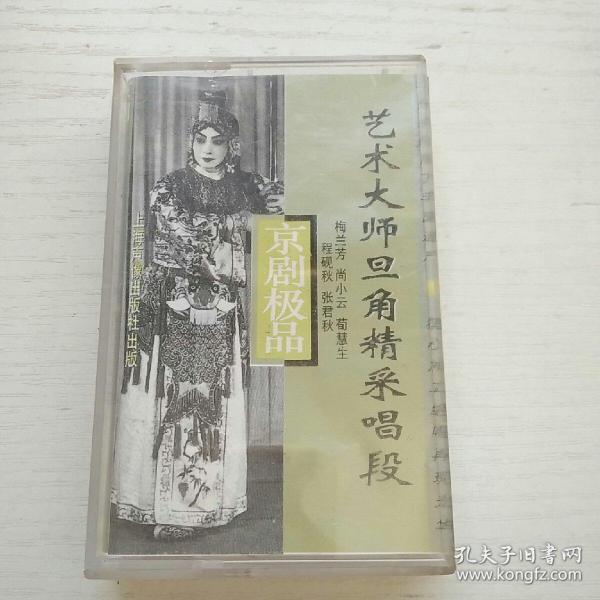 艺术大师旦角精采唱段
梅兰芳 尚小云 荀慧生
程砚秋 张君秋
京剧极品
上海声像出版社出版
孔夫子旧书网
www.kongfz.com